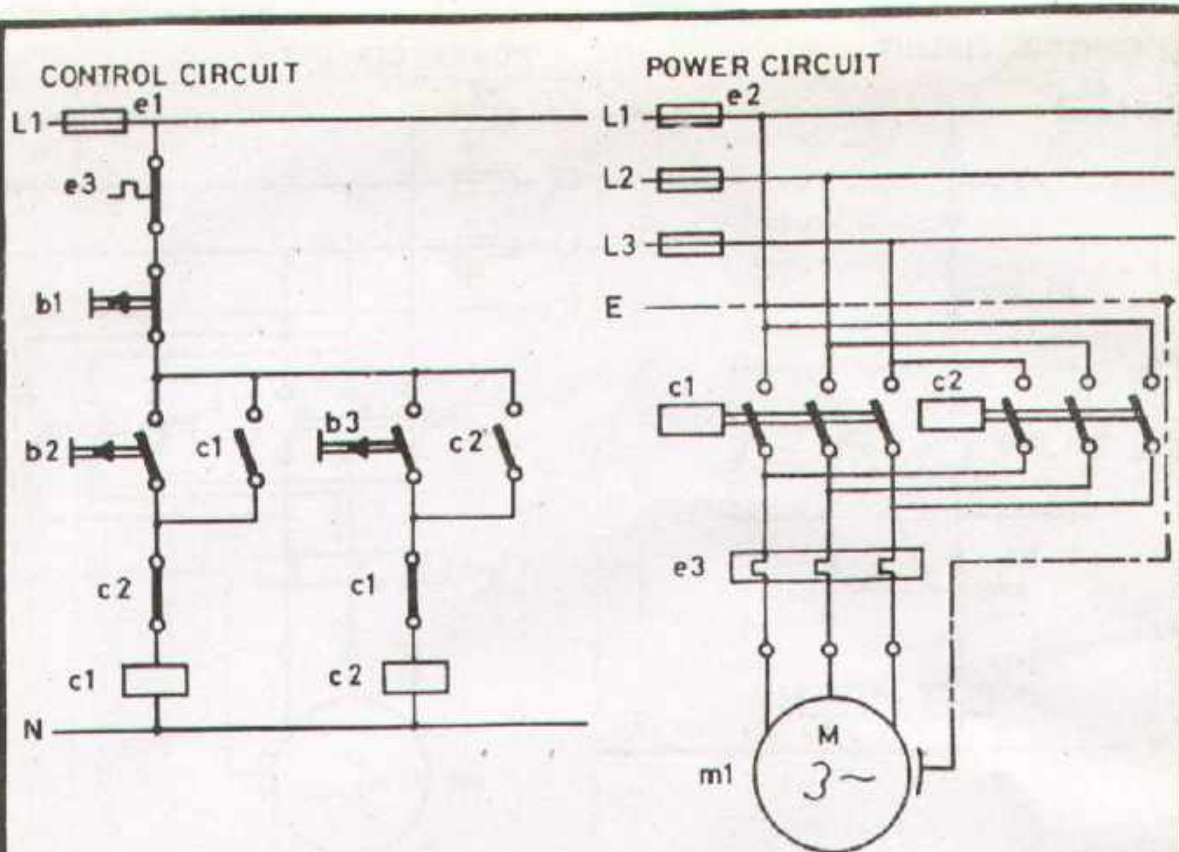 CONTROL CIRCUIT
e1
L1
e3
b1
b2
c1
b3
c2
c2
c1
c1
c2
N
POWER CIRCUIT
e2
L1
L2
L3
E
c1
c2
e3
M
3~
m1